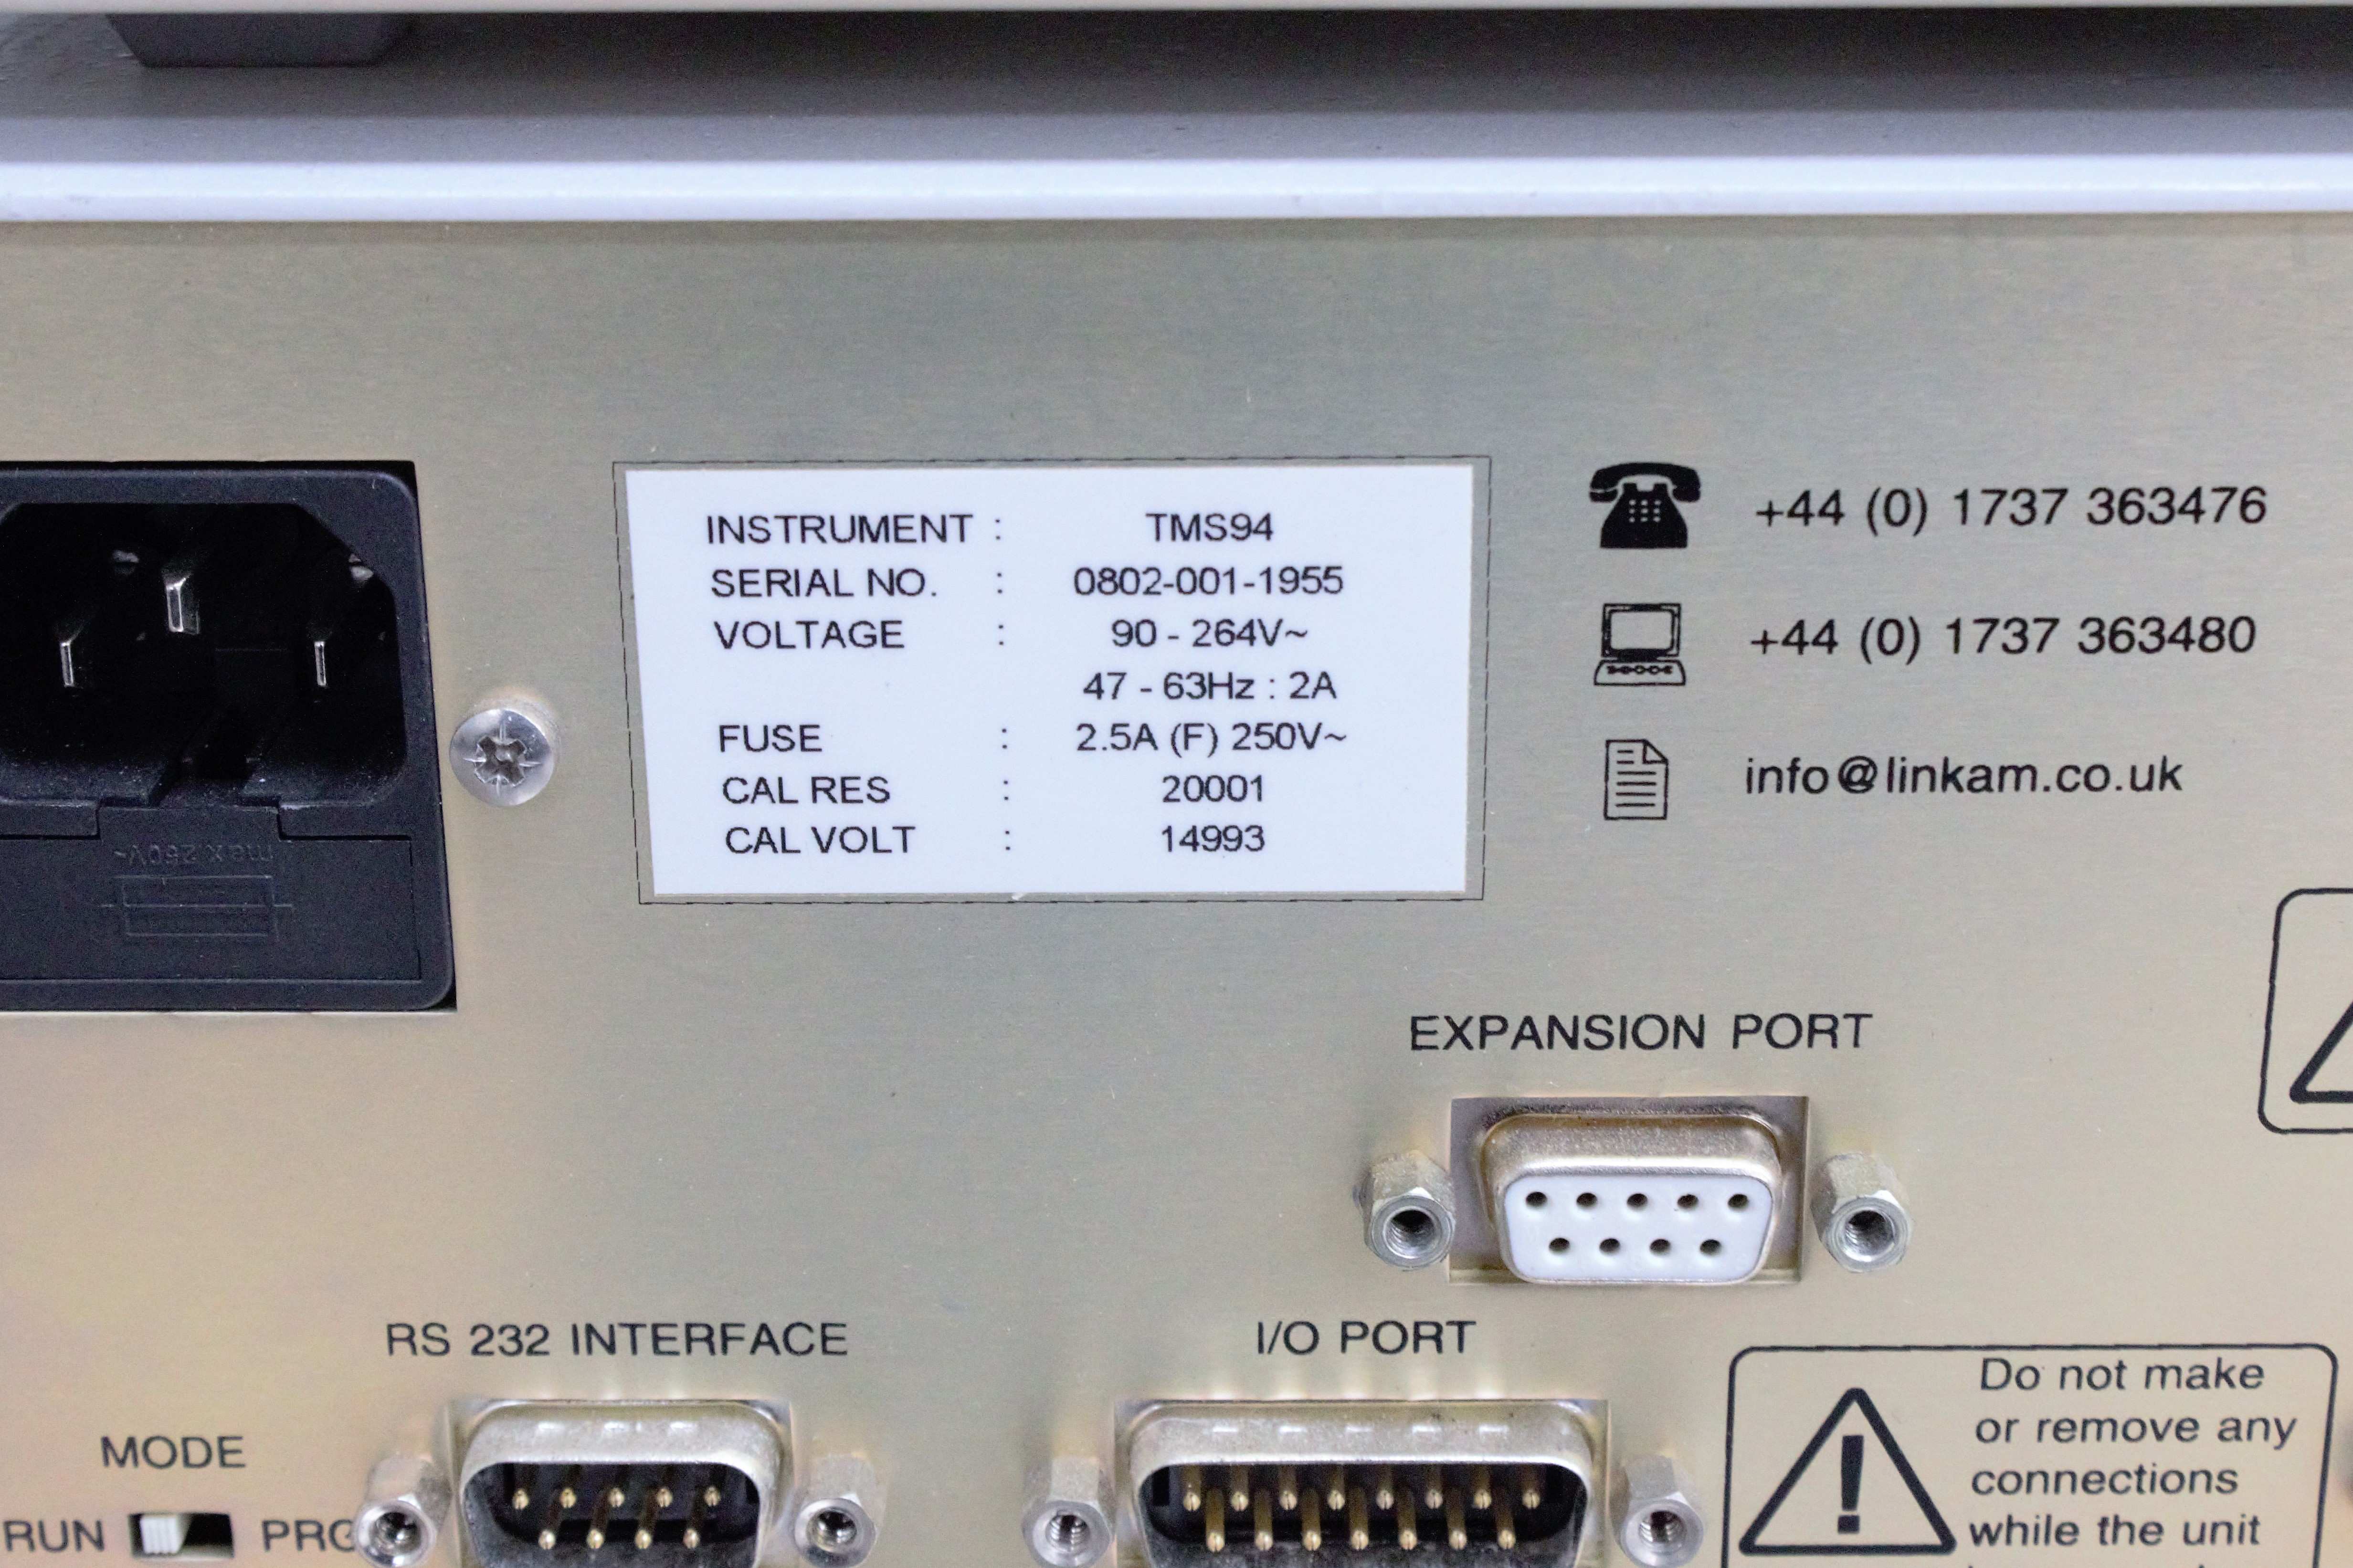 INSTRUMENT : TMS94
SERIAL NO. : 0802-001-1955
VOLTAGE : 90 - 264V~
47 - 63Hz : 2A
FUSE : 2.5A (F) 250V~
CAL RES : 20001
CAL VOLT : 14993
+44 (0) 1737 363476
+44 (0) 1737 363480
info@linkam.co.uk
max 250V~
EXPANSION PORT
RS 232 INTERFACE
I/O PORT
MODE
RUN
PRG
Do not make
or remove any
connections
while the unit